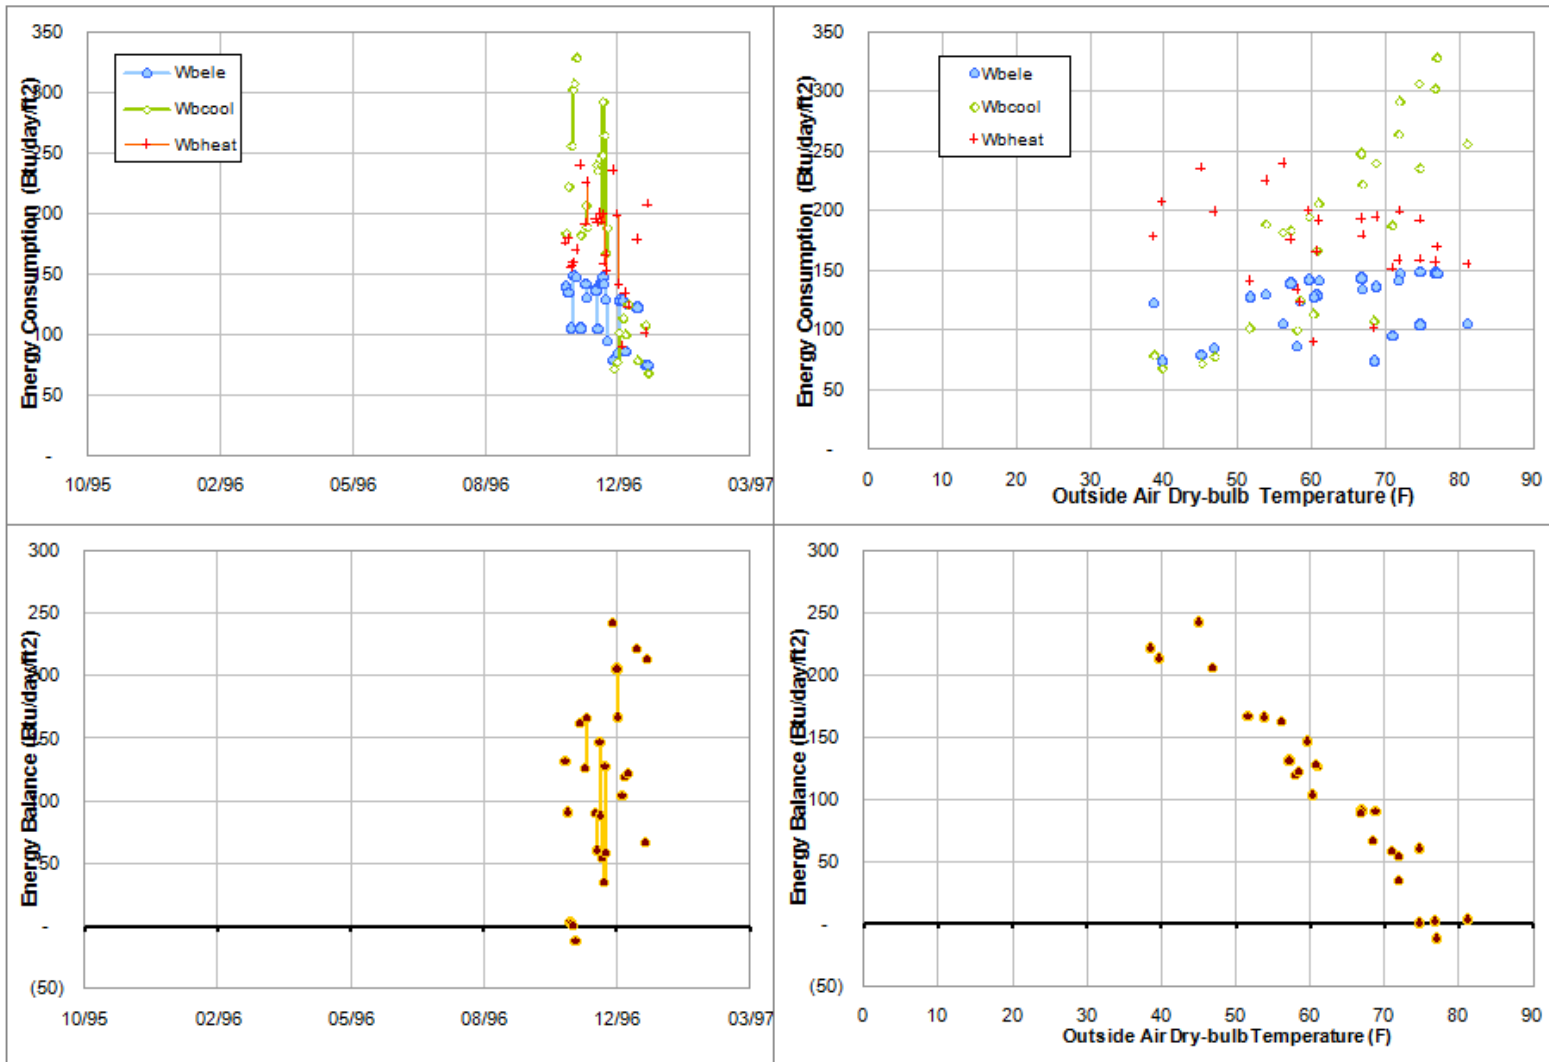 350
300
250
200
150
100
50
-
Energy Consumption (Btu/day/ft2)
Wbele
Wbcool
Wbheat
10/95 02/96 05/96 08/96 12/96 03/97
350
300
250
200
150
100
50
-
Energy Consumption (Btu/day/ft2)
Wbele
Wbcool
Wbheat
0 10 20 30 40 50 60 70 80 90
Outside Air Dry-bulb Temperature (F)
300
250
200
150
100
50
-
(50)
Energy Balance (Btu/day/ft2)
10/95 02/96 05/96 08/96 12/96 03/97
300
250
200
150
100
50
-
(50)
Energy Balance (Btu/day/ft2)
0 10 20 30 40 50 60 70 80 90
Outside Air Dry-bulb Temperature (F)